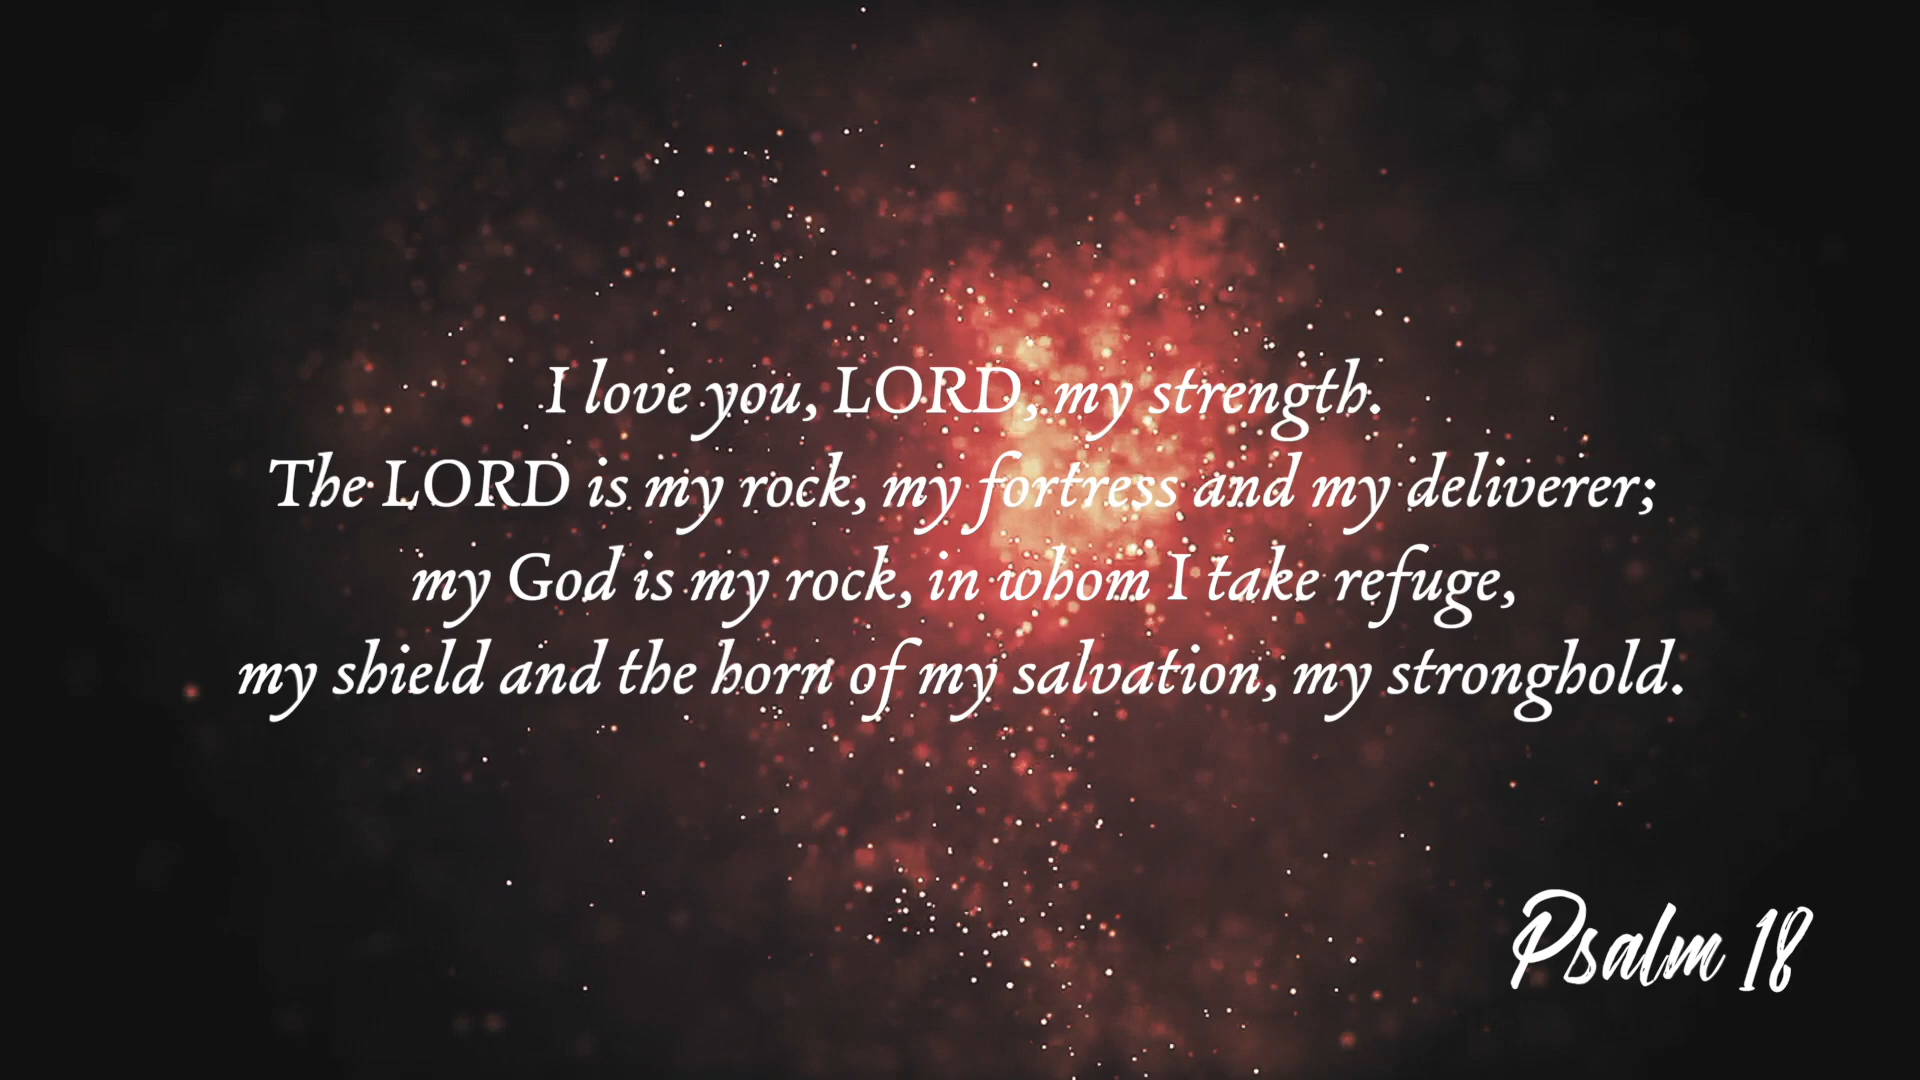 I love you, LORD, my strength.
The LORD is my rock, my fortress and my deliverer;
my God is my rock, in whom I take refuge,
my shield and the horn of my salvation, my stronghold.
Psalm 18